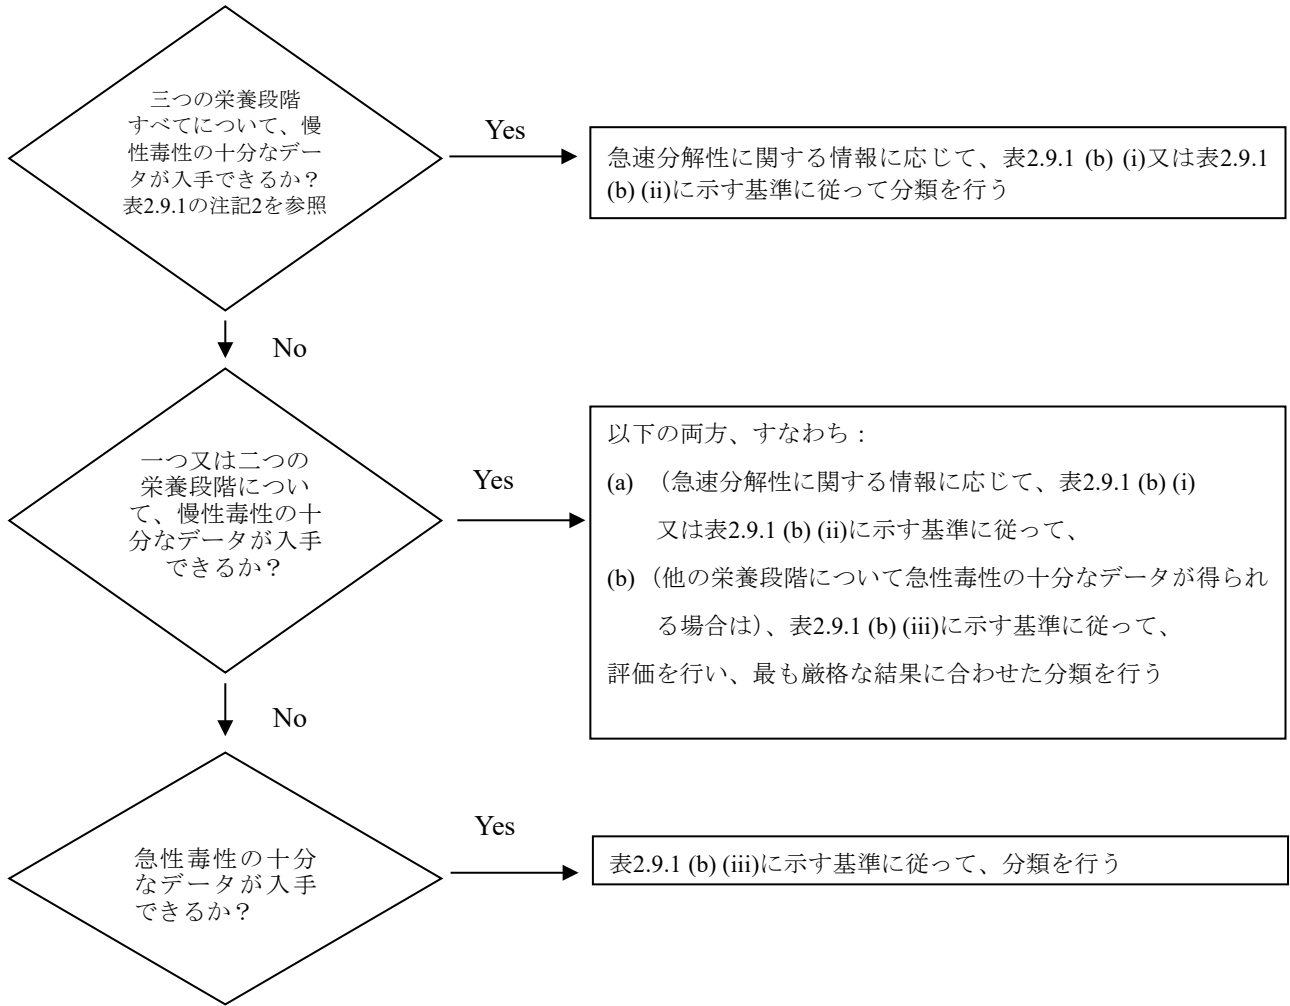 三つの栄養段階
すべてについて、慢
性毒性の十分なデー
タが入手できるか？
表2.9.1の注記2を参照
Yes
急速分解性に関する情報に応じて、表2.9.1 (b) (i)又は表2.9.1
(b) (ii)に示す基準に従って分類を行う
No
一つ又は二つの
栄養段階につい
て、慢性毒性の十
分なデータが入手
できるか？
Yes
以下の両方、すなわち：
(a) （急速分解性に関する情報に応じて、表2.9.1 (b) (i)
又は表2.9.1 (b) (ii)に示す基準に従って、
(b) （他の栄養段階について急性毒性の十分なデータが得られ
る場合は）、表2.9.1 (b) (iii)に示す基準に従って、
評価を行い、最も厳格な結果に合わせた分類を行う
No
急性毒性の十分
なデータが入手
できるか？
Yes
表2.9.1 (b) (iii)に示す基準に従って、分類を行う